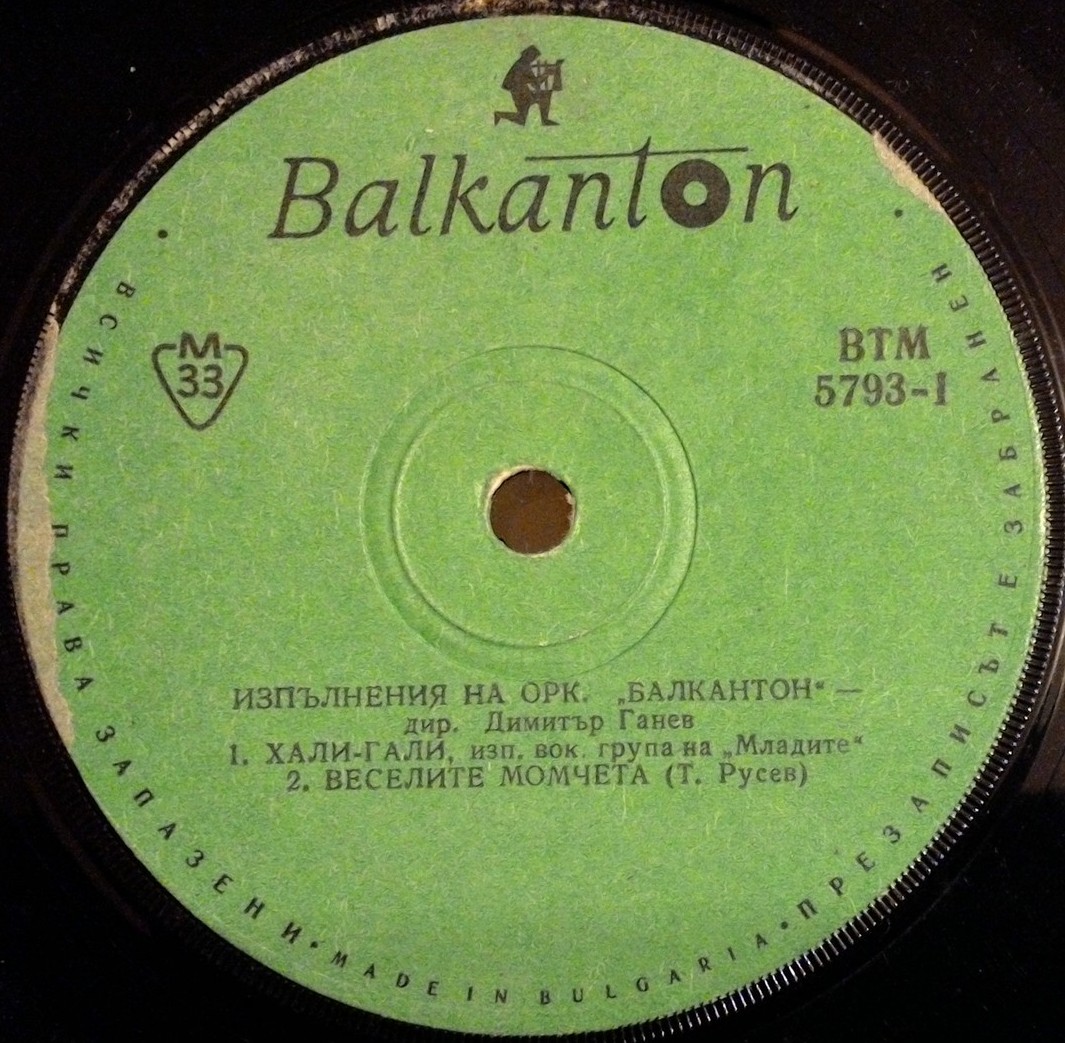 Balkanton
М
33
ВТМ
5793-I
ИЗПЪЛНЕНИЯ НА ОРК. „БАЛКАНТОН“ —
дир. Димитър Ганев
1. ХАЛИ-ГАЛИ, изп. вок. група на „Младите“
2. ВЕСЕЛИТЕ МОМЧЕТА (Т. Русев)
ВСИЧКИ ПРАВА ЗАПАЗЕНИ • MADE IN BULGARIA • ПРЕЗАПИСЪТ Е ЗАБРАНЕН